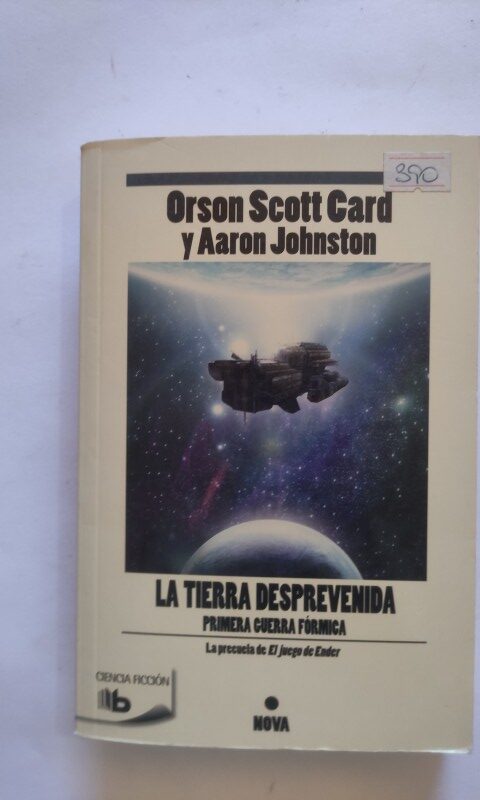 390
Orson Scott Card
y Aaron Johnston
LA TIERRA DESPREVENIDA
PRIMERA GUERRA FÓRMICA
La precuela de El juego de Ender
CIENCIA FICCIÓN
b
NOVA